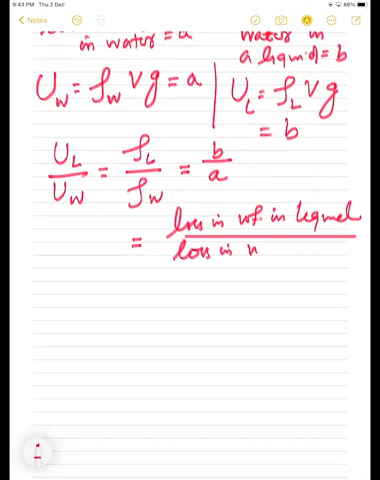 9:43 PM Thu 2 Dec 86%
Notes
in water = a
water in
a liquid = b
U_W = ρ_W V g = a
U_L = ρ_L V g
= b
U_L / U_W = ρ_L / ρ_W = b / a
= loss in wt. in liquid
loss in w